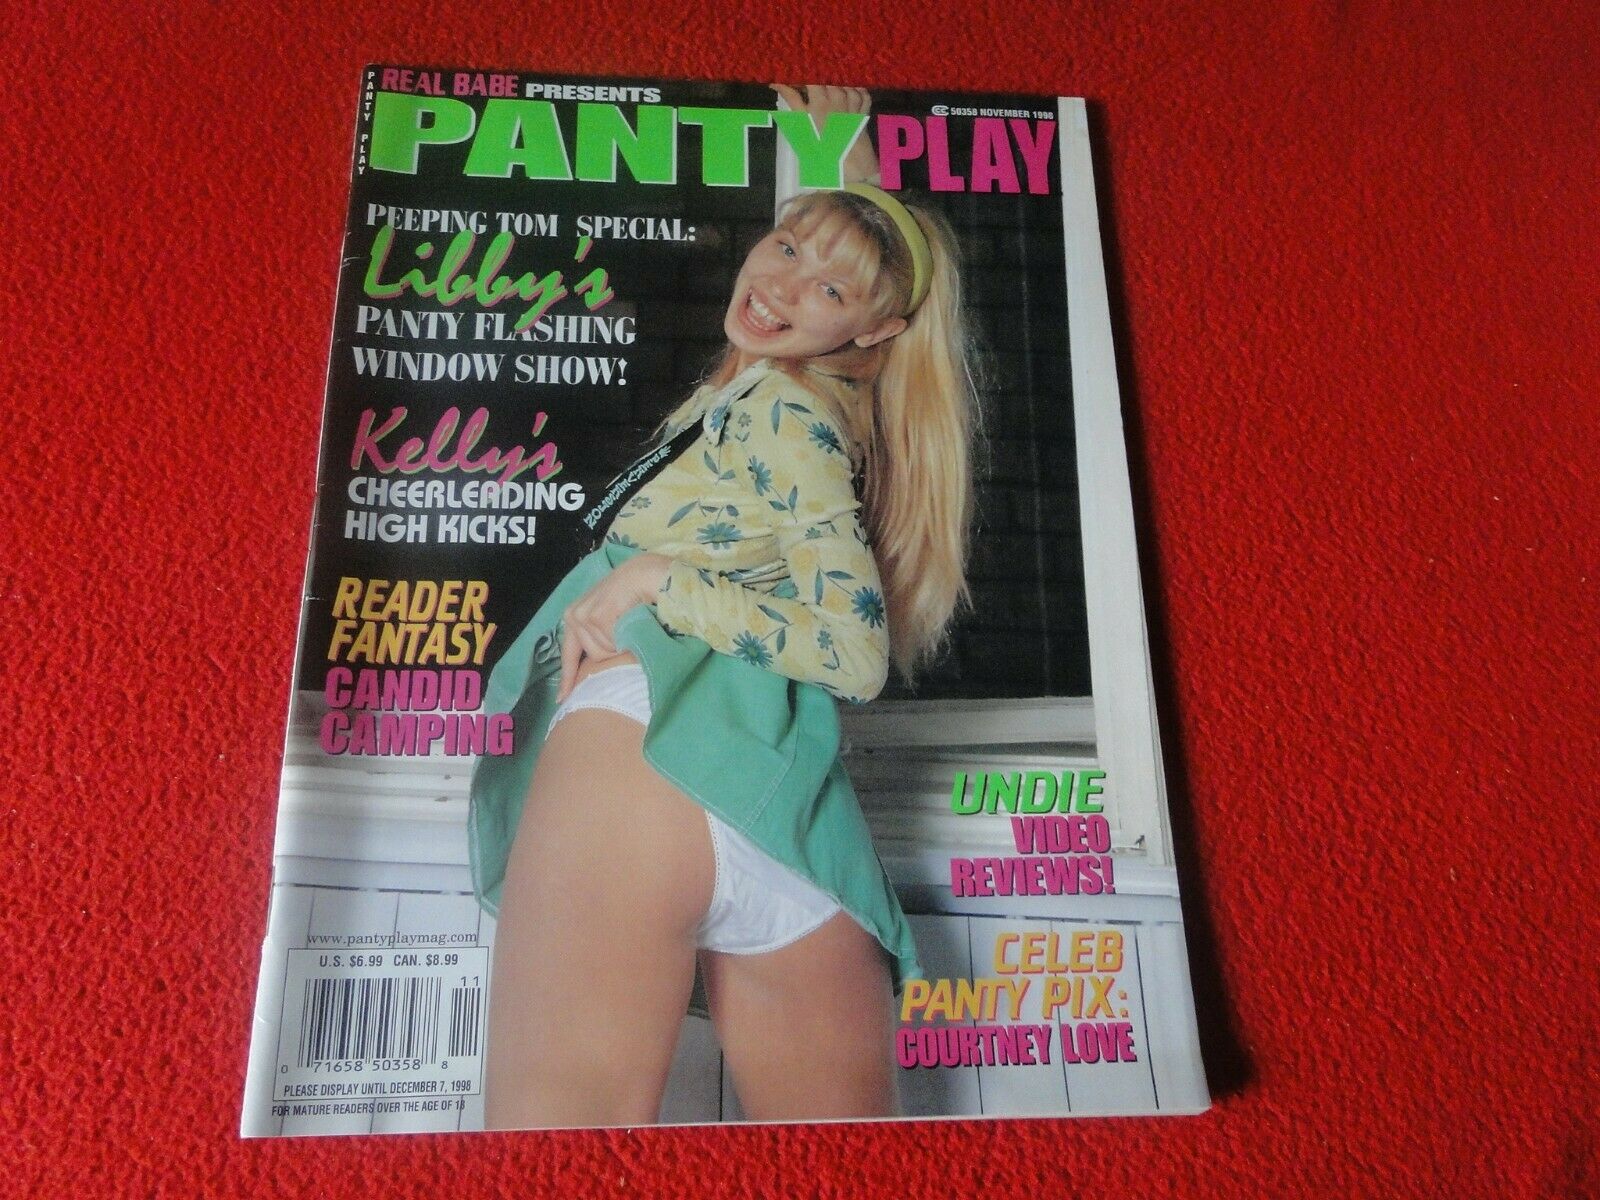 REAL BABE PRESENTS
PANTY PLAY
50358 NOVEMBER 1998
PANTY PLAY
PEEPING TOM SPECIAL:
Libby's
PANTY FLASHING
WINDOW SHOW!
Kelly's
CHEERLEADING
HIGH KICKS!
READER
FANTASY
CANDID
CAMPING
UNDIE
VIDEO
REVIEWS!
CELEB
PANTY PIX:
COURTNEY LOVE
www.pantyplaymag.com
U.S. $6.99 CAN. $8.99
11
0 71658 50358 8
PLEASE DISPLAY UNTIL DECEMBER 7, 1998
FOR MATURE READERS OVER THE AGE OF 18